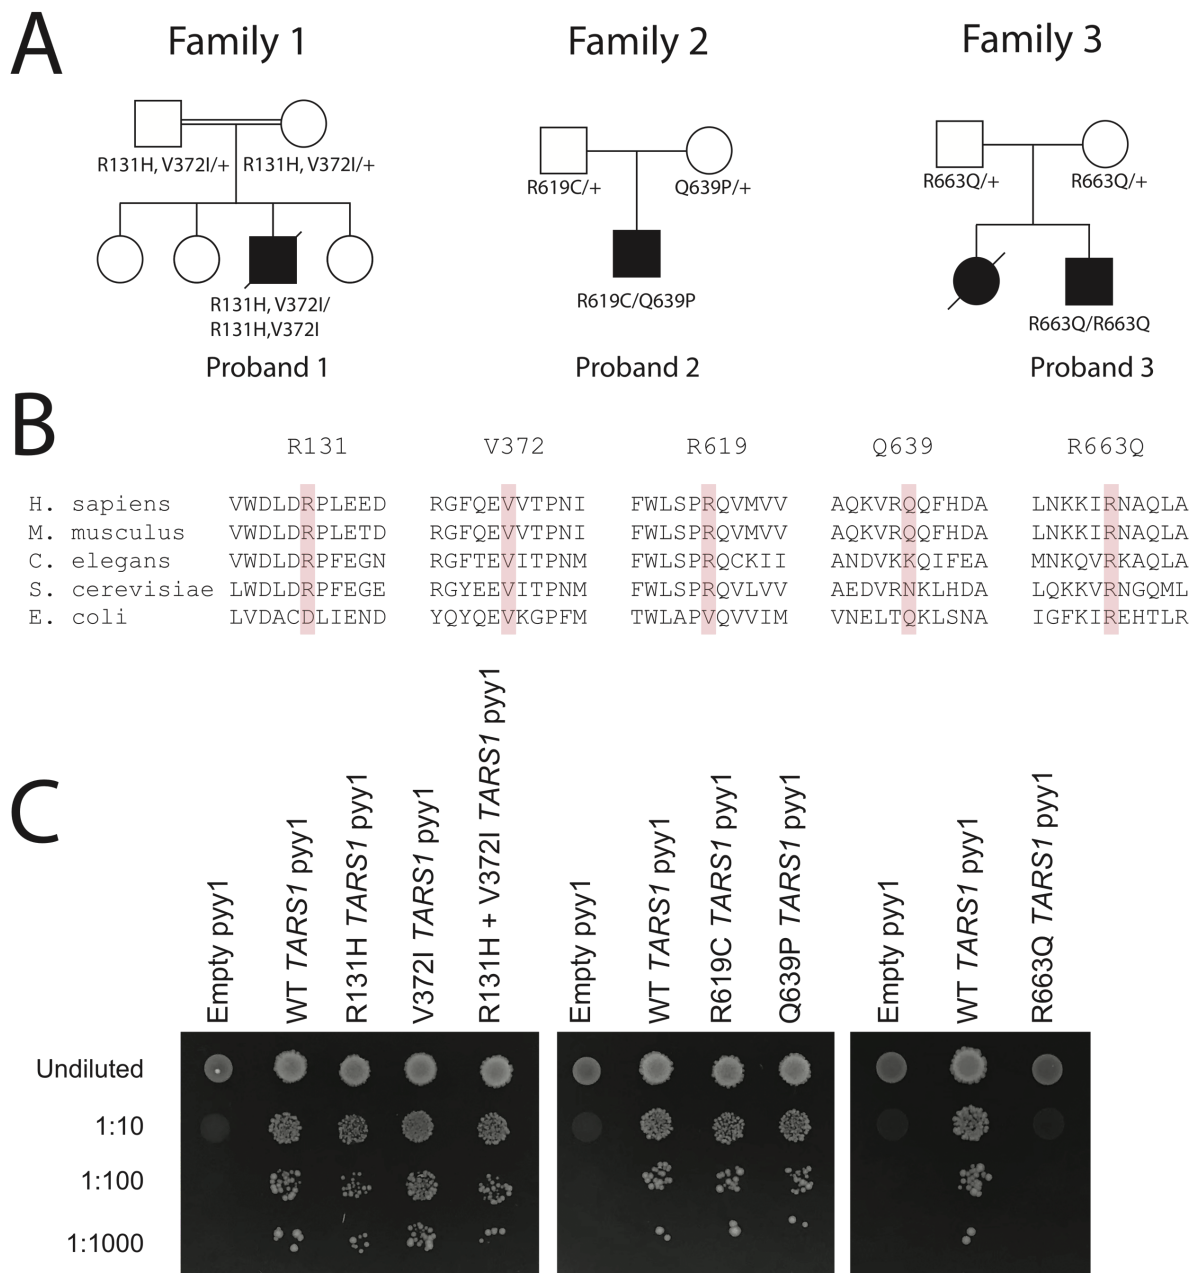 A
Family 1
Family 2
Family 3
R131H, V372I/+
R131H, V372I/+
R619C/+
Q639P/+
R663Q/+
R663Q/+
R131H, V372I/
R131H,V372I
R619C/Q639P
R663Q/R663Q
Proband 1
Proband 2
Proband 3
B
R131 V372 R619 Q639 R663Q
H. sapiens VWDLDRPLEED RGFQEVVTPNI FWLSPRQVMVV AQKVRQQFHDA LNKKIRNAQLA
M. musculus VWDLDRPLETD RGFQEVVTPNI FWLSPRQVMVV AQKVRQQFHDA LNKKIRNAQLA
C. elegans VWDLDRPFEGN RGFTEVITPNM FWLSPRQCKII ANDVKKQIFEA MNKQVRKAQLA
S. cerevisiae LWDLDRPFEGE RGYEEVITPNM FWLSPRQVLVV AEDVRNKLHDA LQKKVRNGQML
E. coli LVDACDLIEND YQYQEVKGPFM TWLAPVQVVIM VNELTQKLSNA IGFKIREHTLR
C
Empty pyy1
WT TARS1 pyy1
R131H TARS1 pyy1
V372I TARS1 pyy1
R131H + V372I TARS1 pyy1
Empty pyy1
WT TARS1 pyy1
R619C TARS1 pyy1
Q639P TARS1 pyy1
Empty pyy1
WT TARS1 pyy1
R663Q TARS1 pyy1
Undiluted
1:10
1:100
1:1000